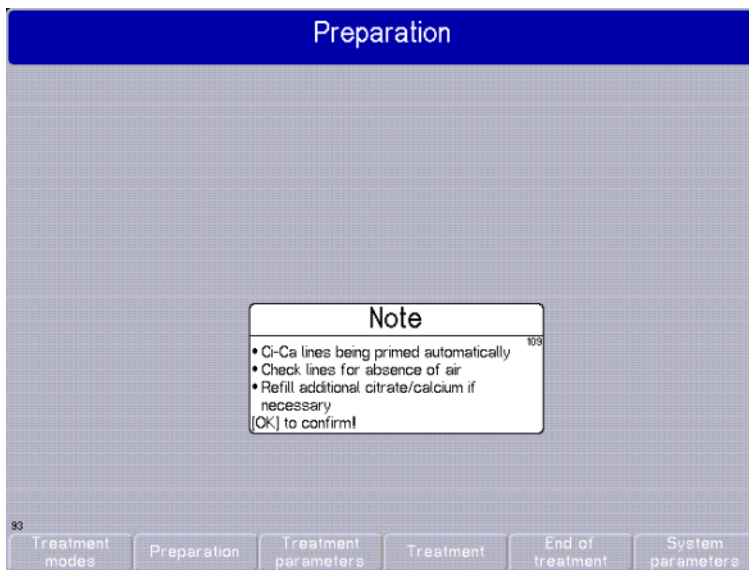 Preparation
Note
109
• Ci-Ca lines being primed automatically
• Check lines for absence of air
• Refill additional citrate/calcium if
necessary
[OK] to confirm!
93
Treatment
modes
Preparation
Treatment
parameters
Treatment
End of
treatment
System
parameters